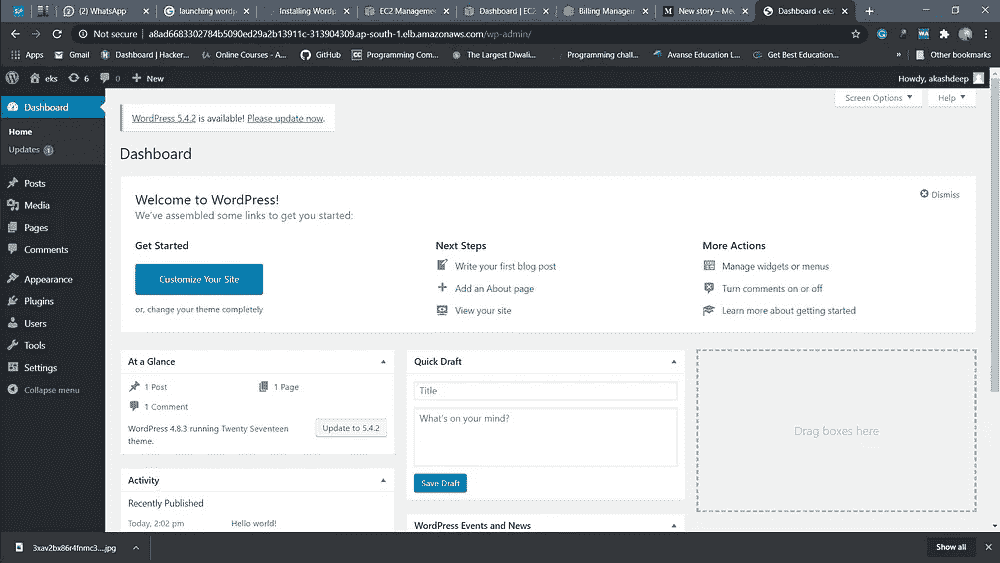 (2) WhatsApp
launching wordp
Installing Wordp
EC2 Managem
Dashboard | EC2
Billing Manager
New story – Med
Dashboard ‹ eks
Not secure | a8ad6683302784b5090ed29a2b13911c-313904309.ap-south-1.elb.amazonaws.com/wp-admin/
Apps
Gmail
Dashboard | Hacker...
Online - Courses,...
GitHub
Programming Com...
The Largest Diwali...
Programming chall...
Avanse Education L...
Get Best Education...
»
Other bookmarks
eks
6
0
New
Howdy, akashdeep
Dashboard
Home
Updates 1
Posts
Media
Pages
Comments
Appearance
Plugins
Users
Tools
Settings
Collapse menu
Screen Options
Help
WordPress 5.4.2 is available! Please update now.
Dashboard
Welcome to WordPress!
We've assembled some links to get you started:
Dismiss
Get Started
Customize Your Site
or, change your theme completely
Next Steps
Write your first blog post
Add an About page
View your site
More Actions
Manage widgets or menus
Turn comments on or off
Learn more about getting started
At a Glance
1 Post
1 Page
1 Comment
WordPress 4.8.3 running Twenty Seventeen
theme.
Update to 5.4.2
Activity
Recently Published
Today, 2:02 pm
Hello world!
Quick Draft
Title
What's on your mind?
Save Draft
WordPress Events and News
Drag boxes here
3xav2bx86r4fnmc3....jpg
Show all